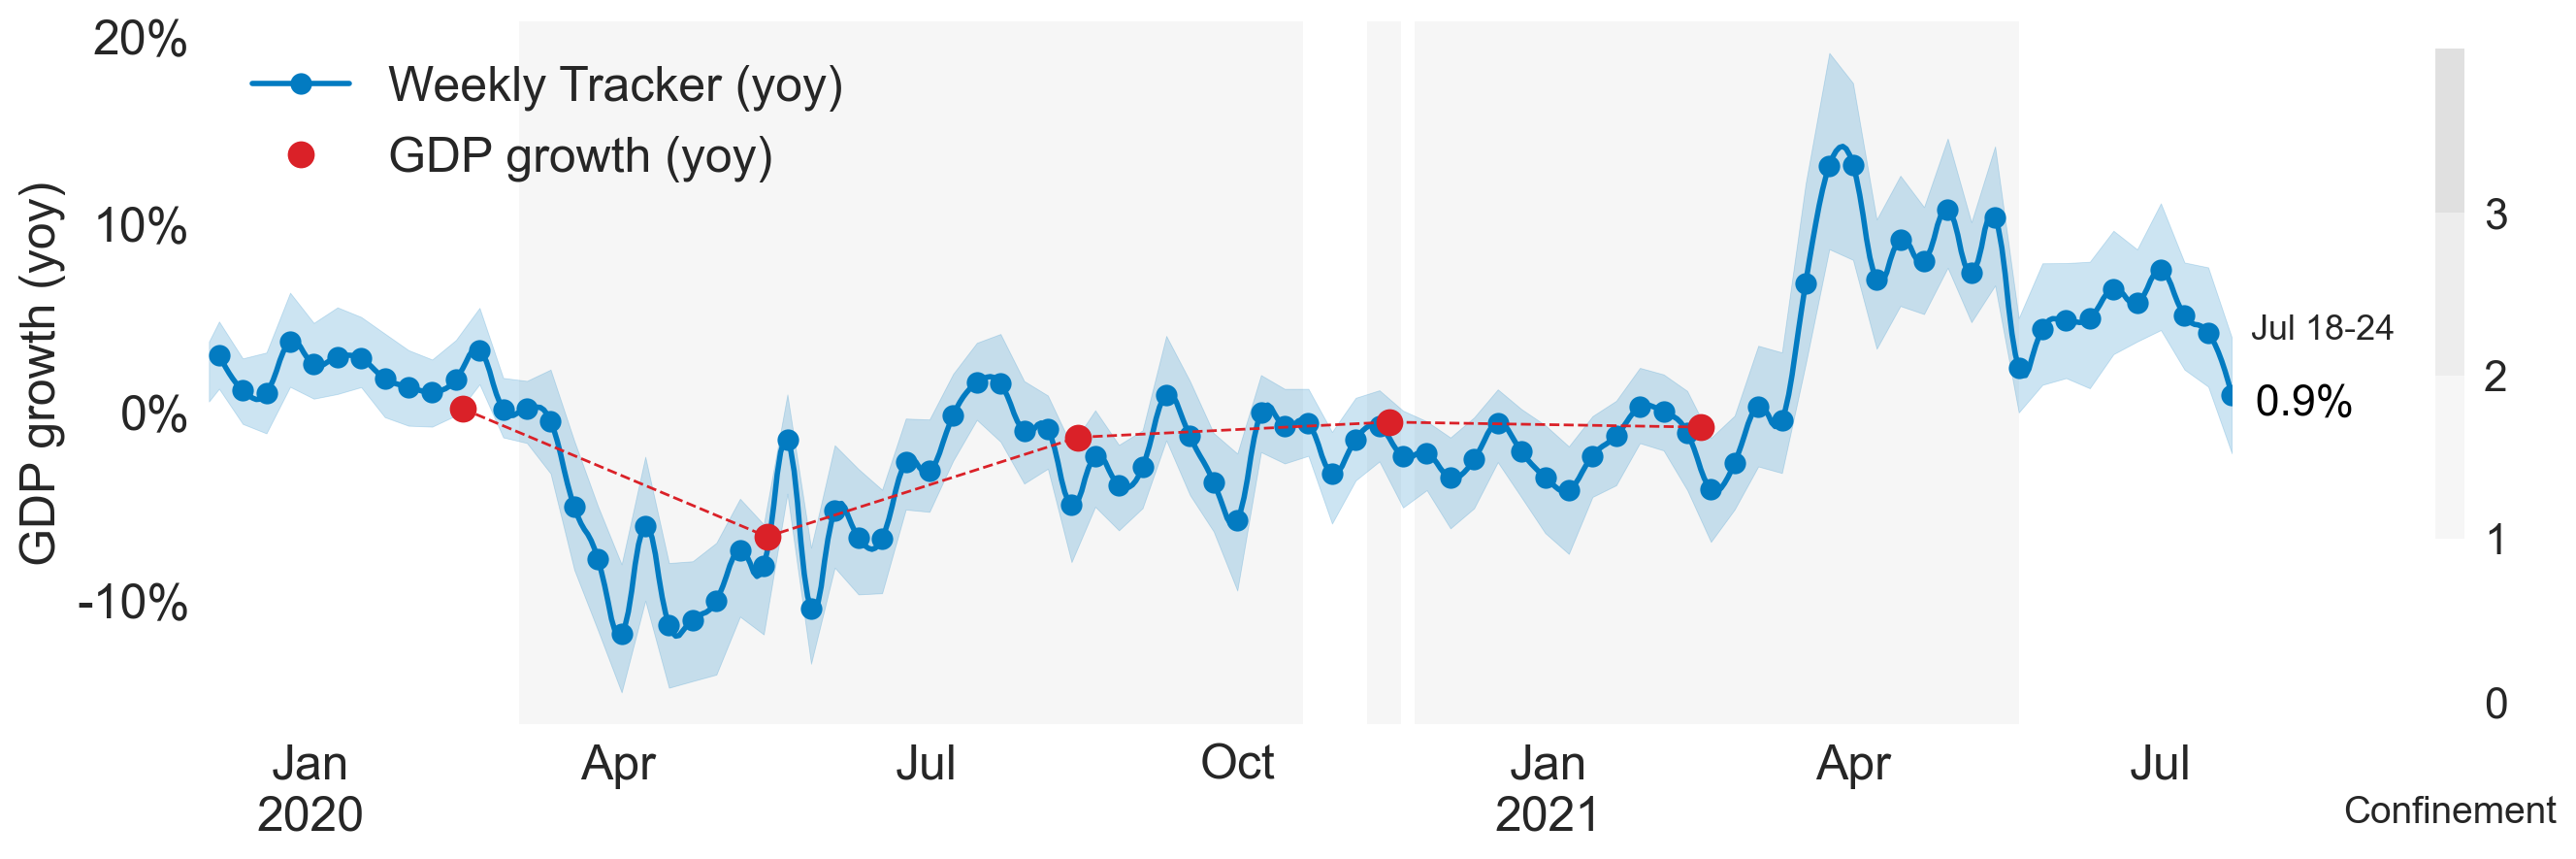 20%
10%
0%
-10%
GDP growth (yoy)
Weekly Tracker (yoy)
GDP growth (yoy)
Jul 18-24
0.9%
3
2
1
0
Jan Apr Jul Oct Jan Apr Jul
2020 2021
Confinement